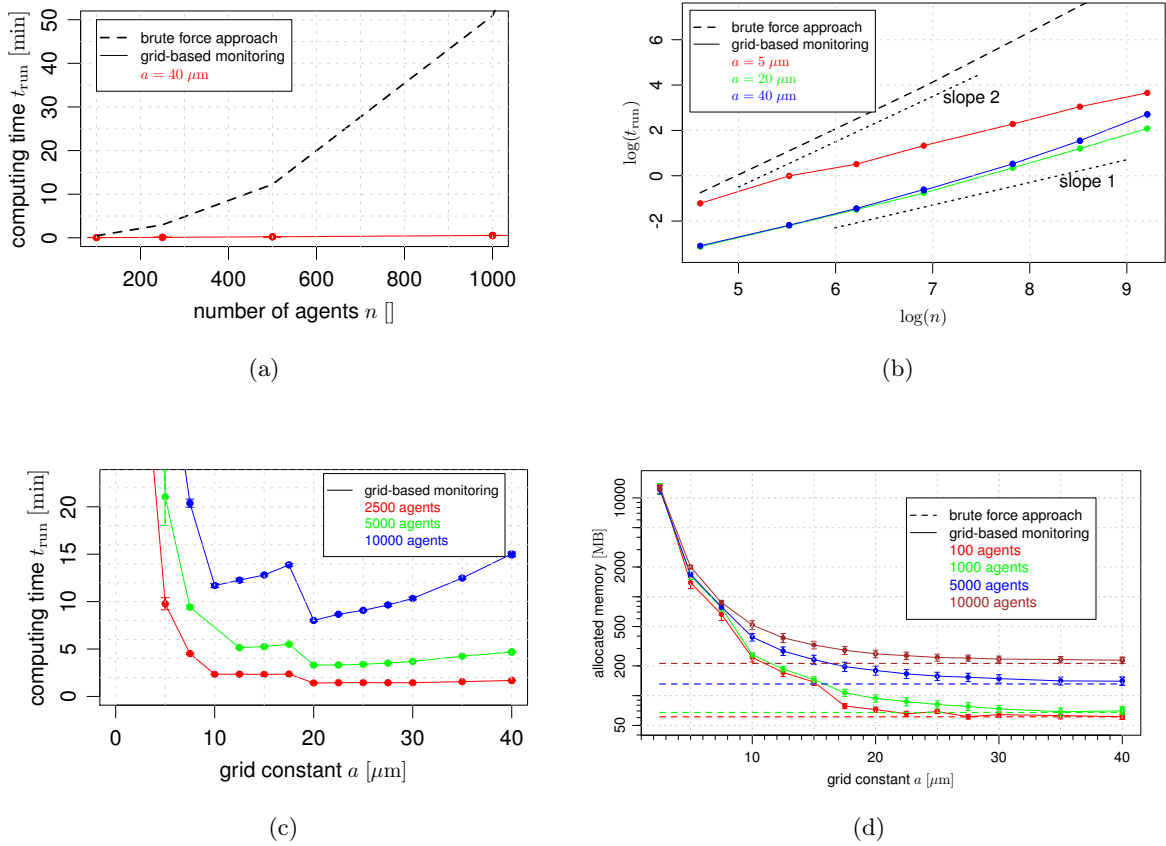 computing time t_run [min]
50
40
30
20
10
0
brute force approach
grid-based monitoring
a = 40 μm
200 400 600 800 1000
number of agents n []
(a)
log(t_run)
6
4
2
0
-2
brute force approach
grid-based monitoring
a = 5 μm
a = 20 μm
a = 40 μm
slope 2
slope 1
5 6 7 8 9
log(n)
(b)
computing time t_run [min]
20
15
10
5
0
grid-based monitoring
2500 agents
5000 agents
10000 agents
0 10 20 30 40
grid constant a [μm]
(c)
allocated memory [MB]
10000
2000
500
200
50
brute force approach
grid-based monitoring
100 agents
1000 agents
5000 agents
10000 agents
10 20 30 40
grid constant a [μm]
(d)